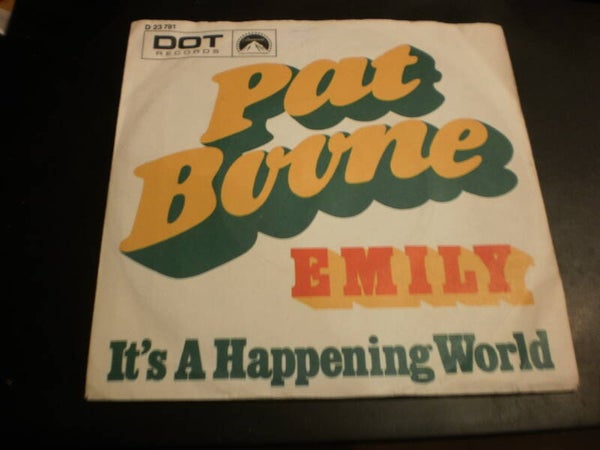 D 23 781
DOT
RECORDS
Pat
Boone
EMILY
It's A Happening World